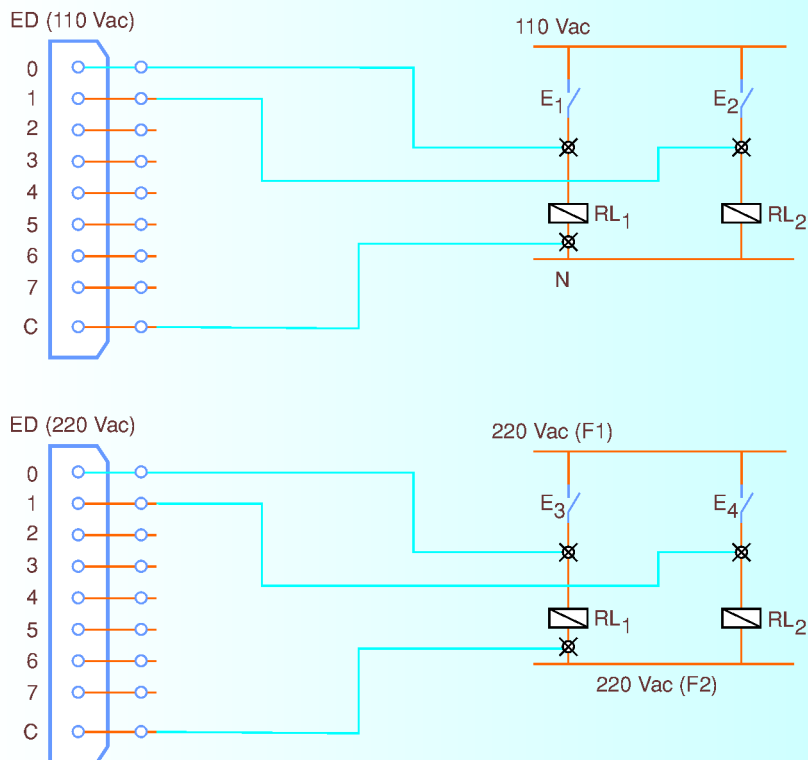 ED (110 Vac)
110 Vac
0
1
2
3
4
5
6
7
C
E1
E2
RL1
RL2
N
ED (220 Vac)
220 Vac (F1)
0
1
2
3
4
5
6
7
C
E3
E4
RL1
RL2
220 Vac (F2)